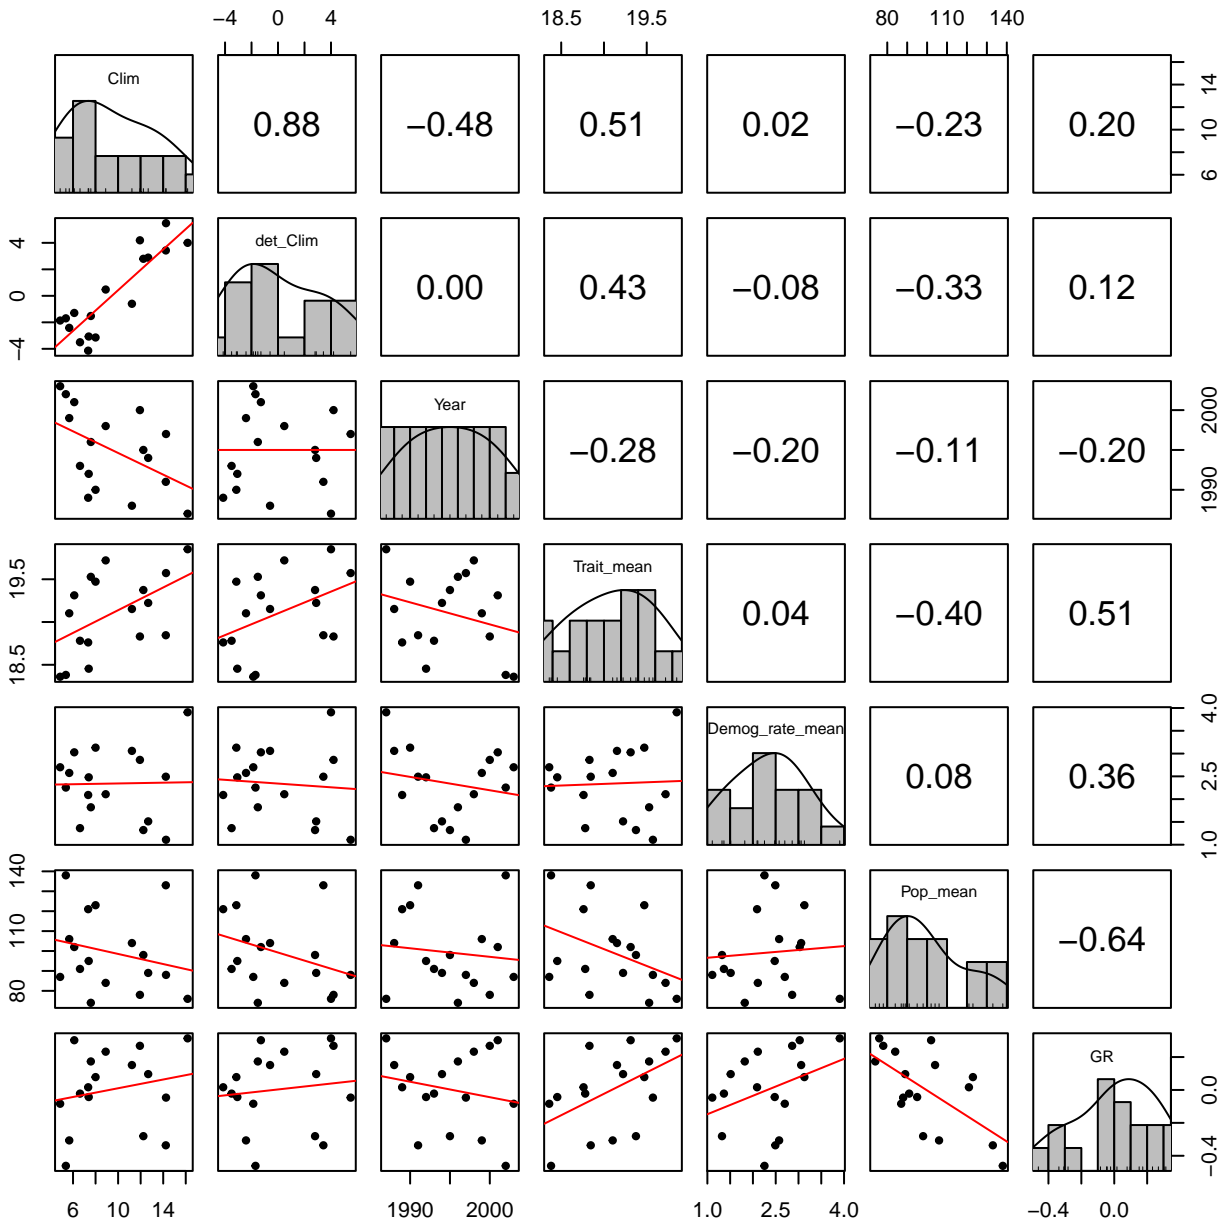 −4 0 4 18.5 19.5 80 110 140
Clim 0.88 −0.48 0.51 0.02 −0.23 0.20 6 10 14
−4 0 4 det_Clim 0.00 0.43 −0.08 −0.33 0.12
Year −0.28 −0.20 −0.11 −0.20 1990 2000
18.5 19.5 Trait_mean 0.04 −0.40 0.51
Demog_rate_mean 0.08 0.36 1.0 2.5 4.0
80 110 140 Pop_mean −0.64
GR −0.4 0.0
6 10 14 1990 2000 1.0 2.5 4.0 −0.4 0.0